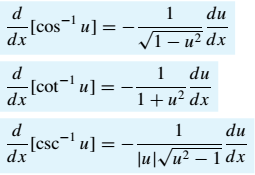 d/dx [cos⁻¹ u] = − 1/√(1 − u²) du/dx
d/dx [cot⁻¹ u] = − 1/(1 + u²) du/dx
d/dx [csc⁻¹ u] = − 1/(|u|√(u² − 1)) du/dx